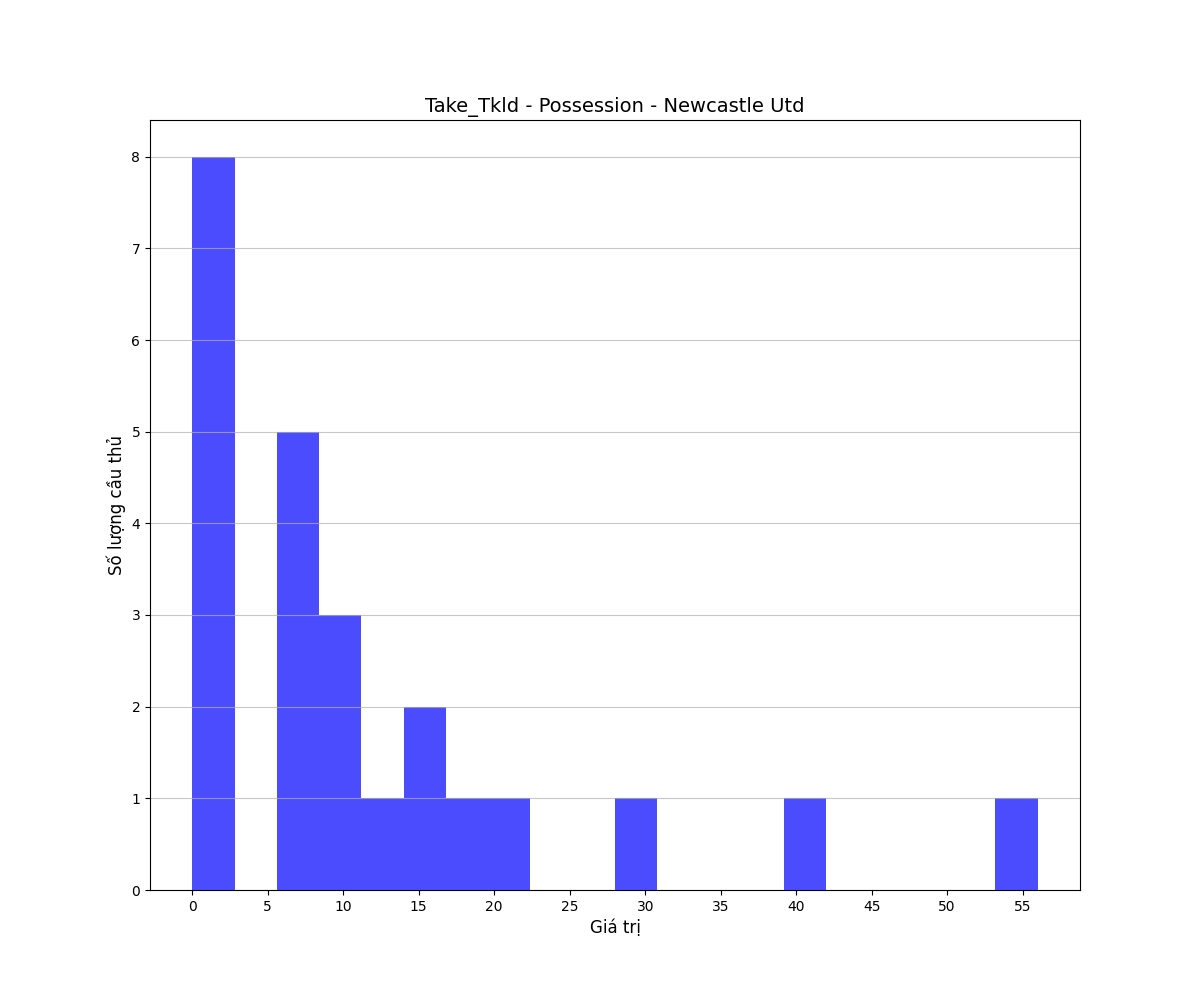 Take_Tkld - Possession - Newcastle Utd
8
7
6
5
4
3
2
1
0
Số lượng cầu thủ
0 5 10 15 20 25 30 35 40 45 50 55
Giá trị